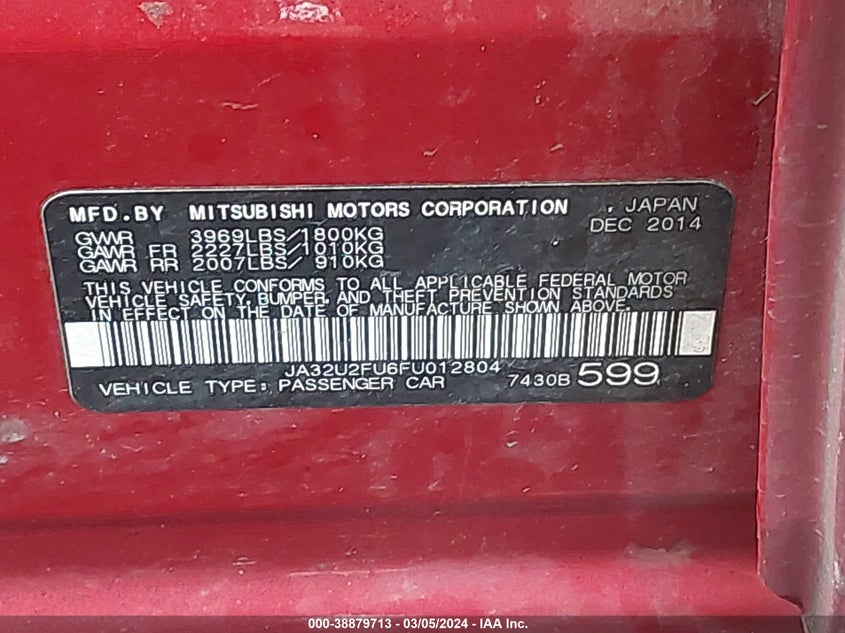 MFD. BY MITSUBISHI MOTORS CORPORATION . JAPAN
DEC 2014
GVWR 3969LBS/1800KG
GAWR FR 2227LBS/1010KG
GAWR RR 2007LBS/ 910KG
THIS VEHICLE CONFORMS TO ALL APPLICABLE FEDERAL MOTOR
VEHICLE SAFETY, BUMPER, AND THEFT PREVENTION STANDARDS
IN EFFECT ON THE DATE OF MANUFACTURE SHOWN ABOVE.
JA32U2FU6FU012804
VEHICLE TYPE: PASSENGER CAR 7430B 599
000-38879713 - 03/05/2024 - IAA Inc.